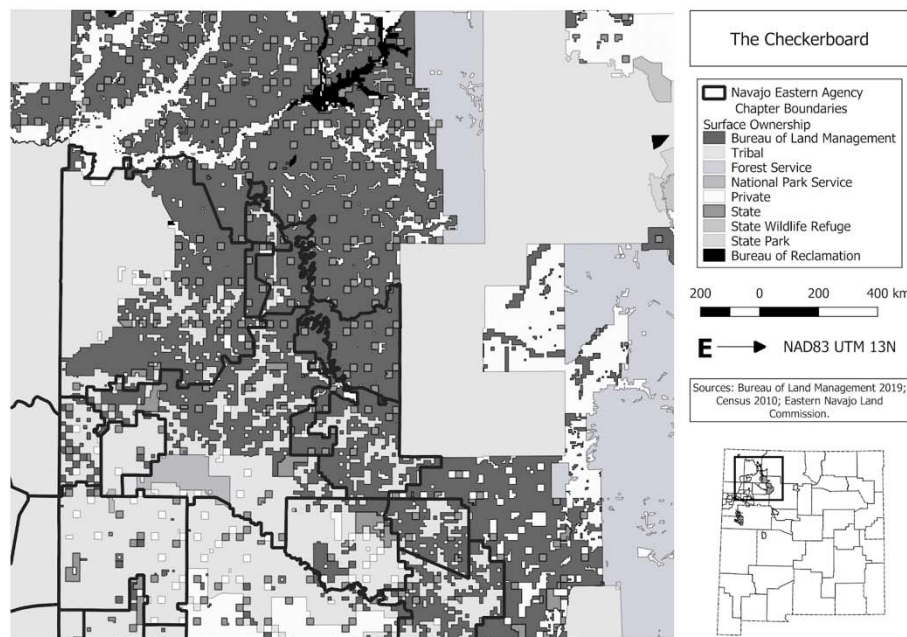 The Checkerboard
Navajo Eastern Agency
Chapter Boundaries
Surface Ownership
Bureau of Land Management
Tribal
Forest Service
National Park Service
Private
State
State Wildlife Refuge
State Park
Bureau of Reclamation
200 0 200 400 km
E NAD83 UTM 13N
Sources: Bureau of Land Management 2019;
Census 2010; Eastern Navajo Land
Commission.